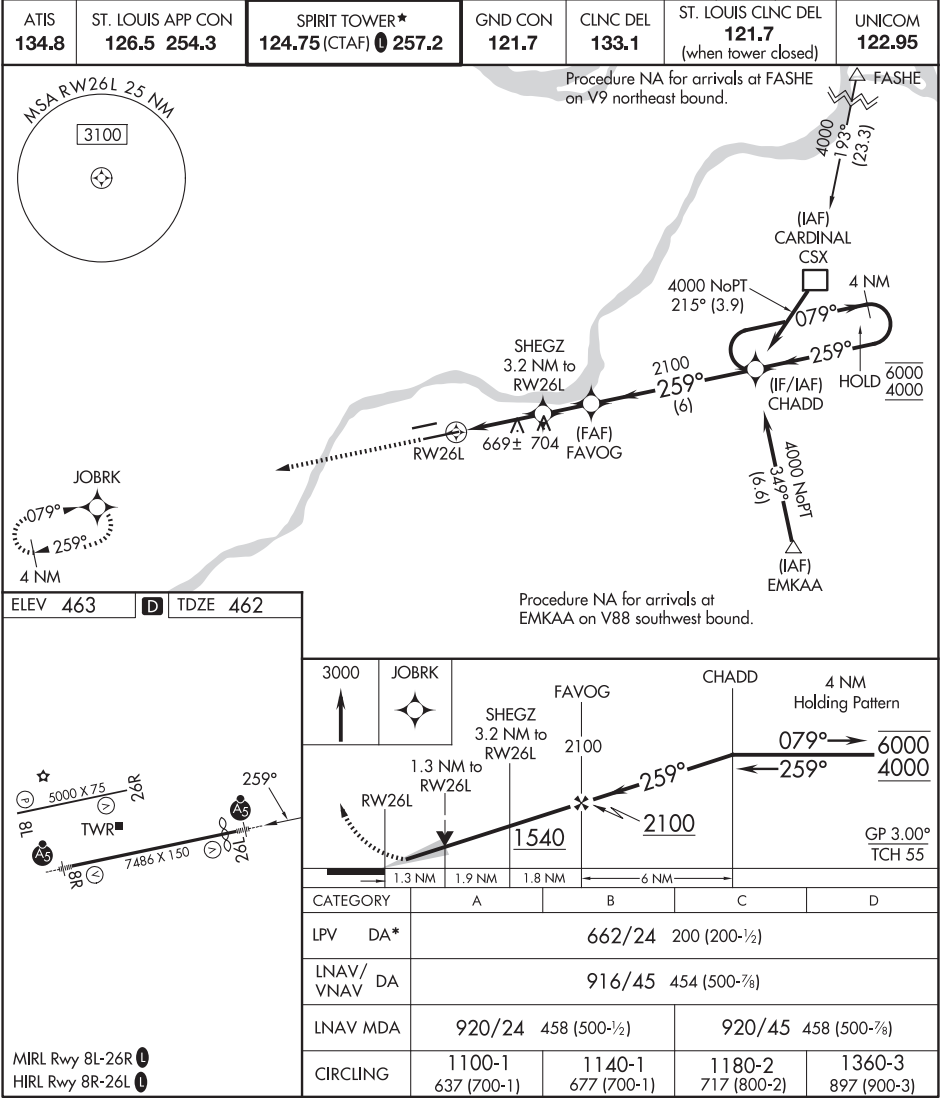 ATIS
134.8
ST. LOUIS APP CON
126.5 254.3
SPIRIT TOWER★
124.75 (CTAF) L 257.2
GND CON
121.7
CLNC DEL
133.1
ST. LOUIS CLNC DEL
121.7
(when tower closed)
UNICOM
122.95
MSA RW26L 25 NM
3100
Procedure NA for arrivals at FASHE
on V9 northeast bound.
FASHE
4000
193°
(23.3)
(IAF)
CARDINAL
CSX
4000 NoPT
215° (3.9)
4 NM
079°
259°
HOLD
6000
4000
(IF/IAF)
CHADD
SHEGZ
3.2 NM to
RW26L
2100
259°
(6)
RW26L
669± 704
(FAF)
FAVOG
4000 NoPT
349°
(6.6)
(IAF)
EMKAA
JOBRK
079°
259°
4 NM
Procedure NA for arrivals at
EMKAA on V88 southwest bound.
ELEV 463
D
TDZE 462
5000 X 75
8L
26R
P
V
TWR
259°
A5
A5
7486 X 150
8R
26L
V
V
MIRL Rwy 8L-26R L
HIRL Rwy 8R-26L L
3000
JOBRK
FAVOG
CHADD
4 NM
Holding Pattern
SHEGZ
3.2 NM to
RW26L
2100
079°
6000
259°
4000
1.3 NM to
RW26L
259°
RW26L
1540
2100
GP 3.00°
TCH 55
1.3 NM
1.9 NM
1.8 NM
6 NM
CATEGORY A B C D
LPV DA* 662/24 200 (200-½)
LNAV/
VNAV DA 916/45 454 (500-⅞)
LNAV MDA 920/24 458 (500-½) 920/45 458 (500-⅞)
CIRCLING
1100-1
637 (700-1)
1140-1
677 (700-1)
1180-2
717 (800-2)
1360-3
897 (900-3)